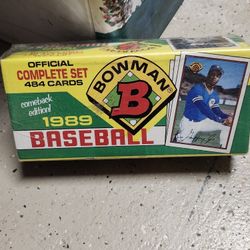 OFFICIAL
COMPLETE SET
484 CARDS
comeback
edition!
1989
BASEBALL
BOWMAN
B